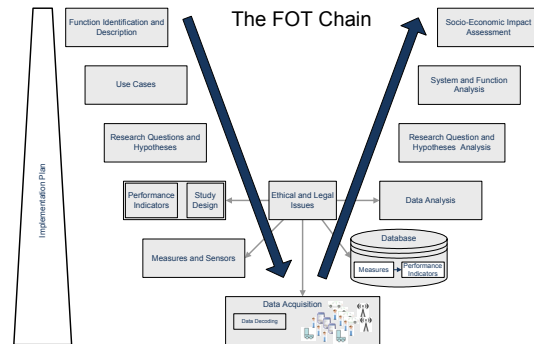 The FOT Chain
Function Identification and
Description
Socio-Economic Impact
Assessment
Use Cases
System and Function
Analysis
Research Questions and
Hypotheses
Research Question and
Hypotheses Analysis
Implementation Plan
Performance
Indicators
Study
Design
Ethical and Legal
Issues
Data Analysis
Measures and Sensors
Database
Measures
Performance
Indicators
Data Acquisition
Data Decoding